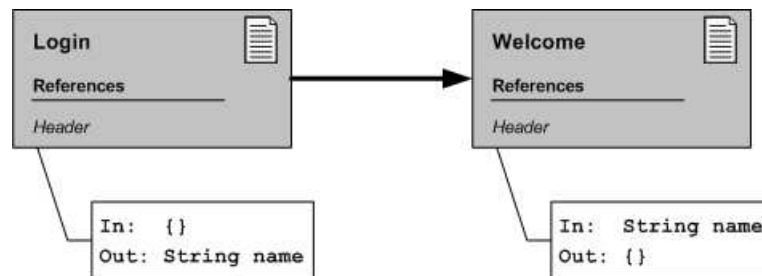 Login
References
Header
In: {}
Out: String name
Welcome
References
Header
In: String name
Out: {}